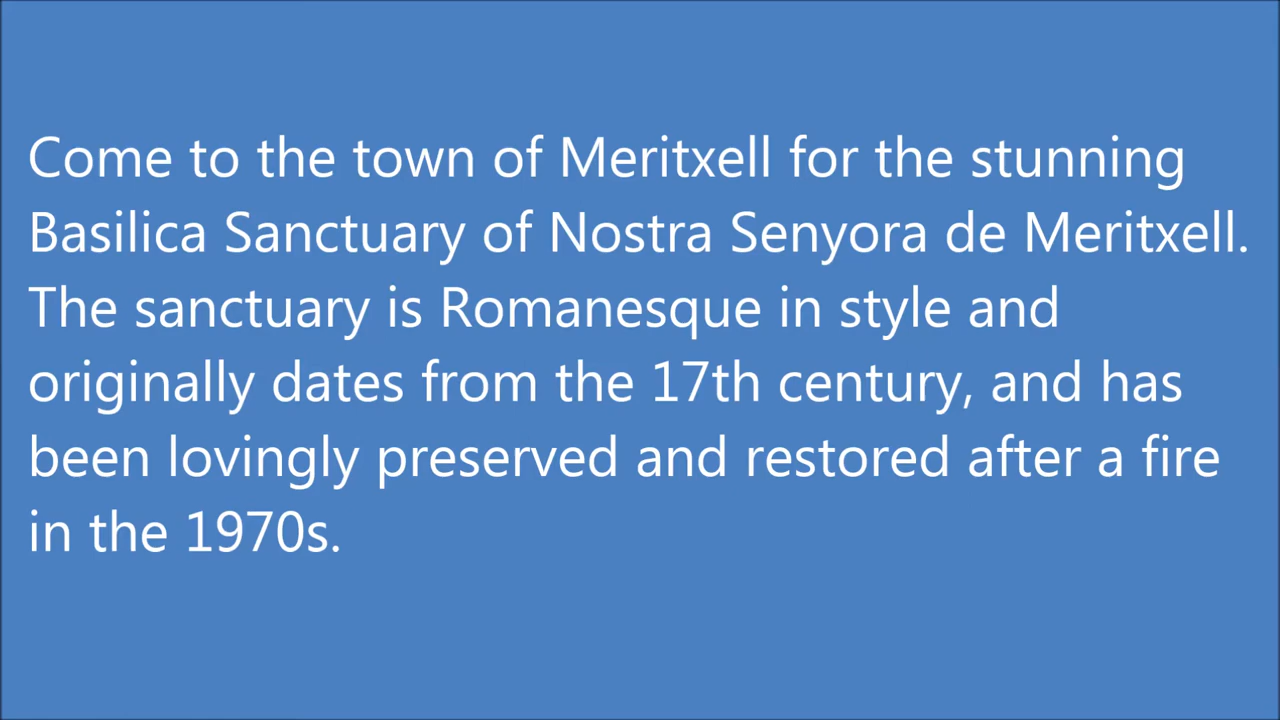 Come to the town of Meritxell for the stunning
Basilica Sanctuary of Nostra Senyora de Meritxell.
The sanctuary is Romanesque in style and
originally dates from the 17th century, and has
been lovingly preserved and restored after a fire
in the 1970s.